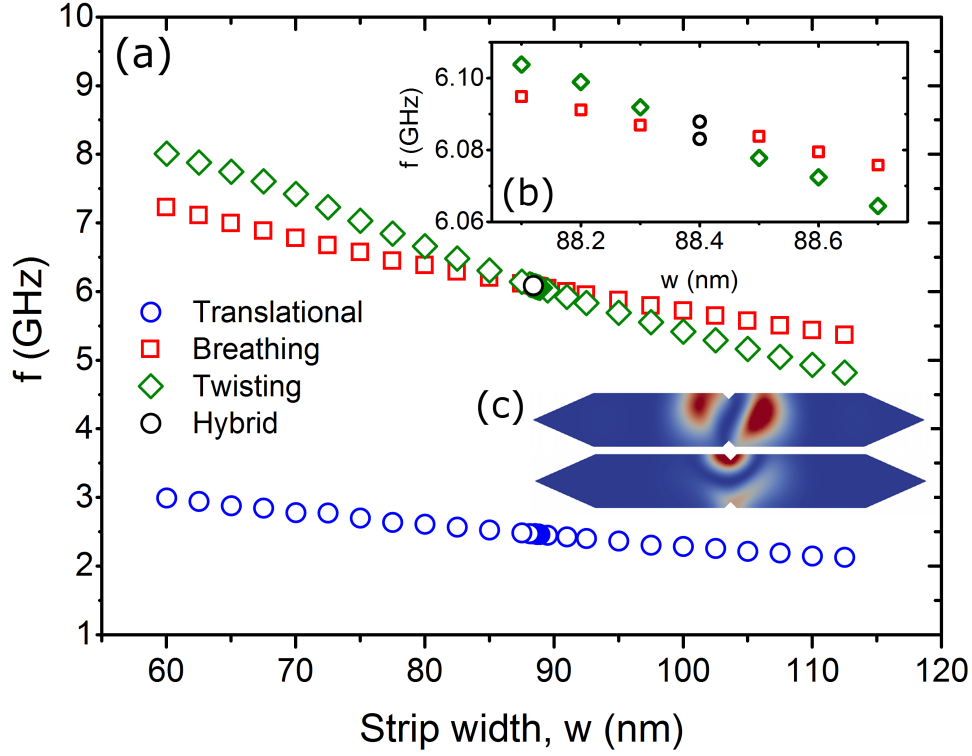 10
9
8
7
6
5
4
3
2
1
f (GHz)
(a)
6.10
6.08
6.06
f (GHz)
(b)
88.2
88.4
88.6
w (nm)
Translational
Breathing
Twisting
Hybrid
(c)
60
70
80
90
100
110
120
Strip width, w (nm)